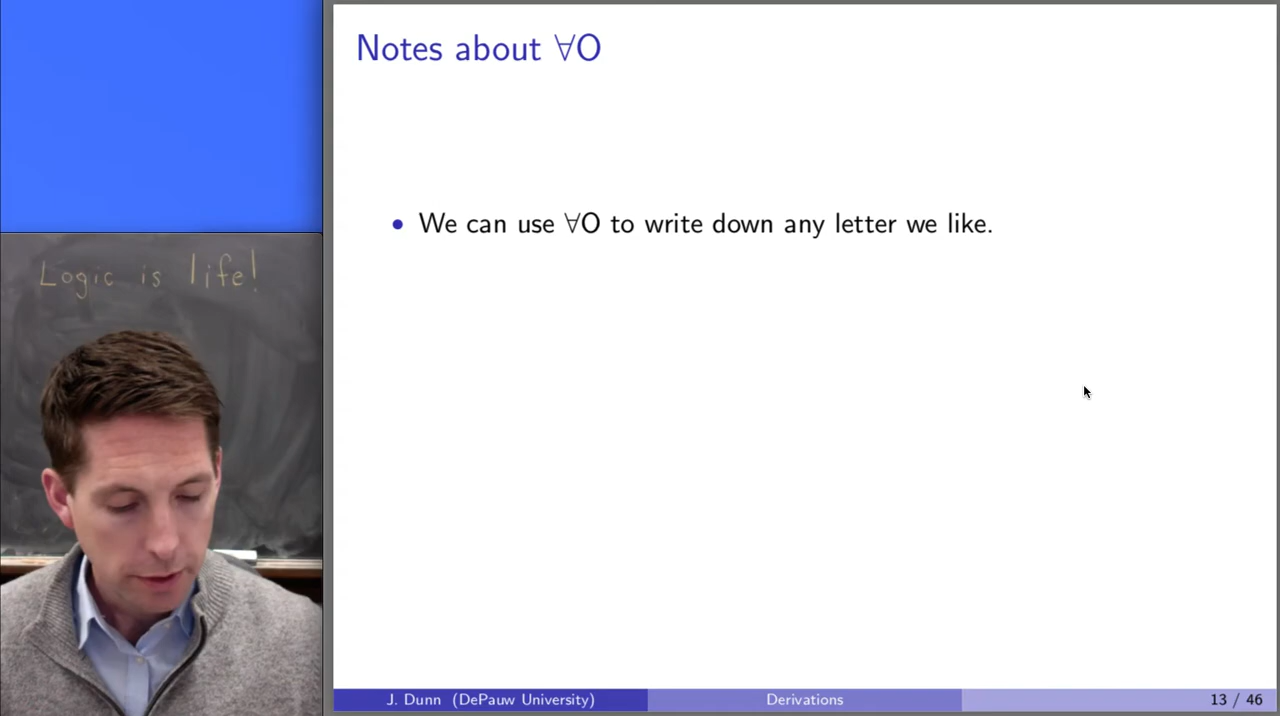 Notes about ∀O
• We can use ∀O to write down any letter we like.
Logic is life!
J. Dunn (DePauw University)
Derivations
13 / 46